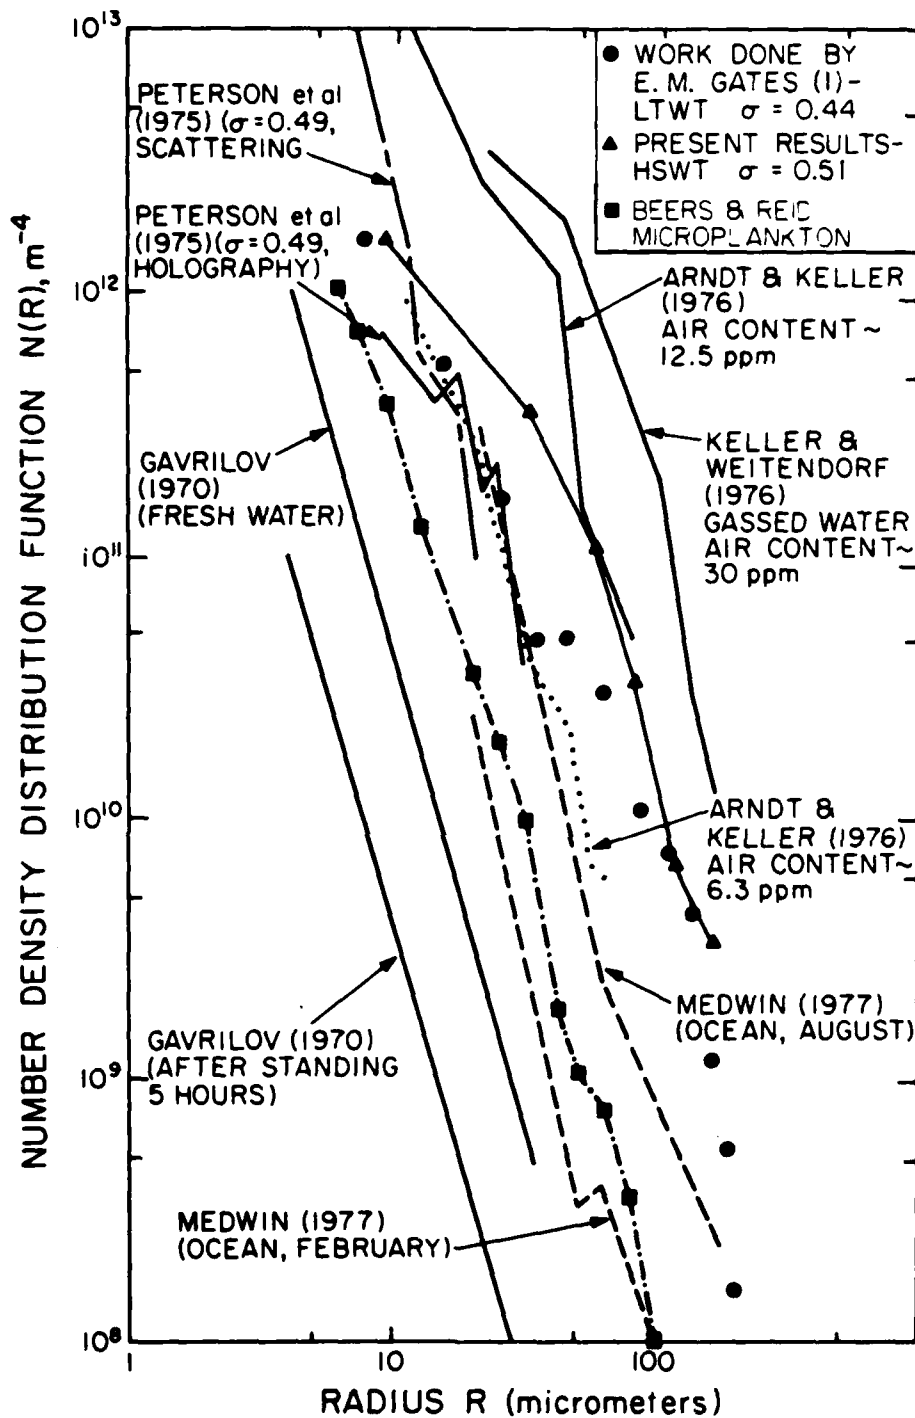 10¹³
PETERSON et al
(1975) (σ=0.49,
SCATTERING
PETERSON et al
(1975)(σ=0.49,
HOLOGRAPHY)
● WORK DONE BY
E. M. GATES (1)-
LTWT σ = 0.44
▲ PRESENT RESULTS-
HSWT σ = 0.51
■ BEERS & REID
MICROPLANKTON
10¹²
ARNDT & KELLER
(1976)
AIR CONTENT~
12.5 ppm
GAVRILOV
(1970)
(FRESH WATER)
KELLER &
WEITENDORF
(1976)
GASSED WATER
AIR CONTENT~
30 ppm
10¹¹
10¹⁰
ARNDT &
KELLER (1976)
AIR CONTENT~
6.3 ppm
MEDWIN (1977)
(OCEAN, AUGUST)
GAVRILOV (1970)
(AFTER STANDING
5 HOURS)
10⁹
MEDWIN (1977)
(OCEAN, FEBRUARY)
10⁸
1
10
100
RADIUS R (micrometers)
NUMBER DENSITY DISTRIBUTION FUNCTION N(R), m⁻⁴